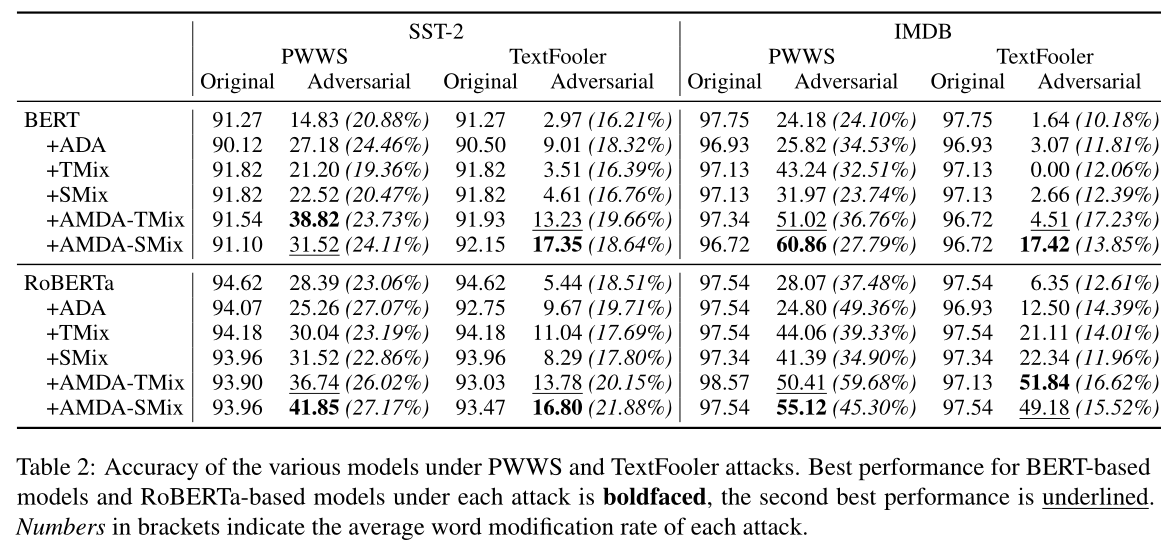 SST-2 IMDB
PWWS TextFooler PWWS TextFooler
Original Adversarial Original Adversarial Original Adversarial Original Adversarial
BERT 91.27 14.83 (20.88%) 91.27 2.97 (16.21%) 97.75 24.18 (24.10%) 97.75 1.64 (10.18%)
+ADA 90.12 27.18 (24.46%) 90.50 9.01 (18.32%) 96.93 25.82 (34.53%) 96.93 3.07 (11.81%)
+TMix 91.82 21.20 (19.36%) 91.82 3.51 (16.39%) 97.13 43.24 (32.51%) 97.13 0.00 (12.06%)
+SMix 91.82 22.52 (20.47%) 91.82 4.61 (16.76%) 97.13 31.97 (23.74%) 97.13 2.66 (12.39%)
+AMDA-TMix 91.54 38.82 (23.73%) 91.93 13.23 (19.66%) 97.34 51.02 (36.76%) 96.72 4.51 (17.23%)
+AMDA-SMix 91.10 31.52 (24.11%) 92.15 17.35 (18.64%) 96.72 60.86 (27.79%) 96.72 17.42 (13.85%)
RoBERTa 94.62 28.39 (23.06%) 94.62 5.44 (18.51%) 97.54 28.07 (37.48%) 97.54 6.35 (12.61%)
+ADA 94.07 25.26 (27.07%) 92.75 9.67 (19.71%) 97.54 24.80 (49.36%) 96.93 12.50 (14.39%)
+TMix 94.18 30.04 (23.19%) 94.18 11.04 (17.69%) 97.54 44.06 (39.33%) 97.54 21.11 (14.01%)
+SMix 93.96 31.52 (22.86%) 93.96 8.29 (17.80%) 97.34 41.39 (34.90%) 97.34 22.34 (11.96%)
+AMDA-TMix 93.90 36.74 (26.02%) 93.03 13.78 (20.15%) 98.57 50.41 (59.68%) 97.13 51.84 (16.62%)
+AMDA-SMix 93.96 41.85 (27.17%) 93.47 16.80 (21.88%) 97.54 55.12 (45.30%) 97.54 49.18 (15.52%)
Table 2: Accuracy of the various models under PWWS and TextFooler attacks. Best performance for BERT-based
models and RoBERTa-based models under each attack is boldfaced, the second best performance is underlined.
Numbers in brackets indicate the average word modification rate of each attack.